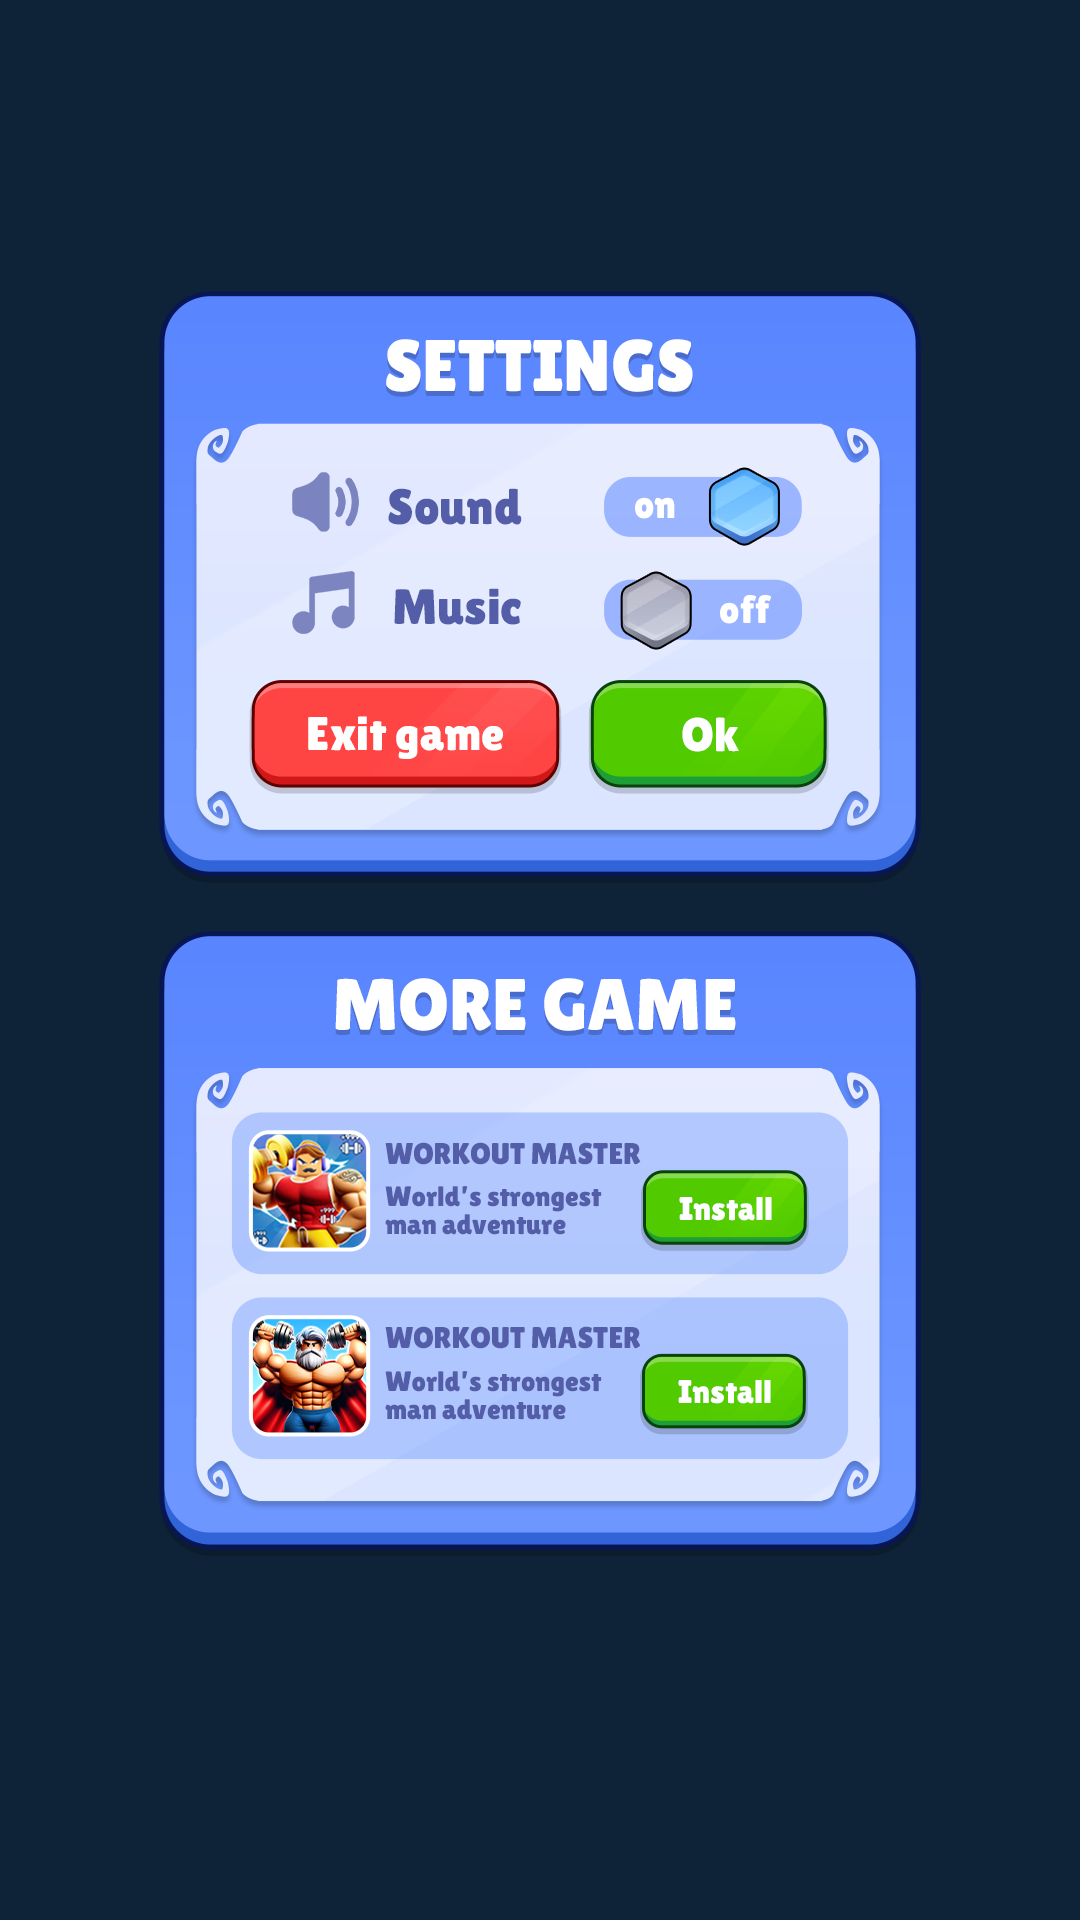 SETTINGS
Sound on
Music off
Exit game Ok
MORE GAME
WORKOUT MASTER
World's strongest
man adventure
Install
WORKOUT MASTER
World's strongest
man adventure
Install